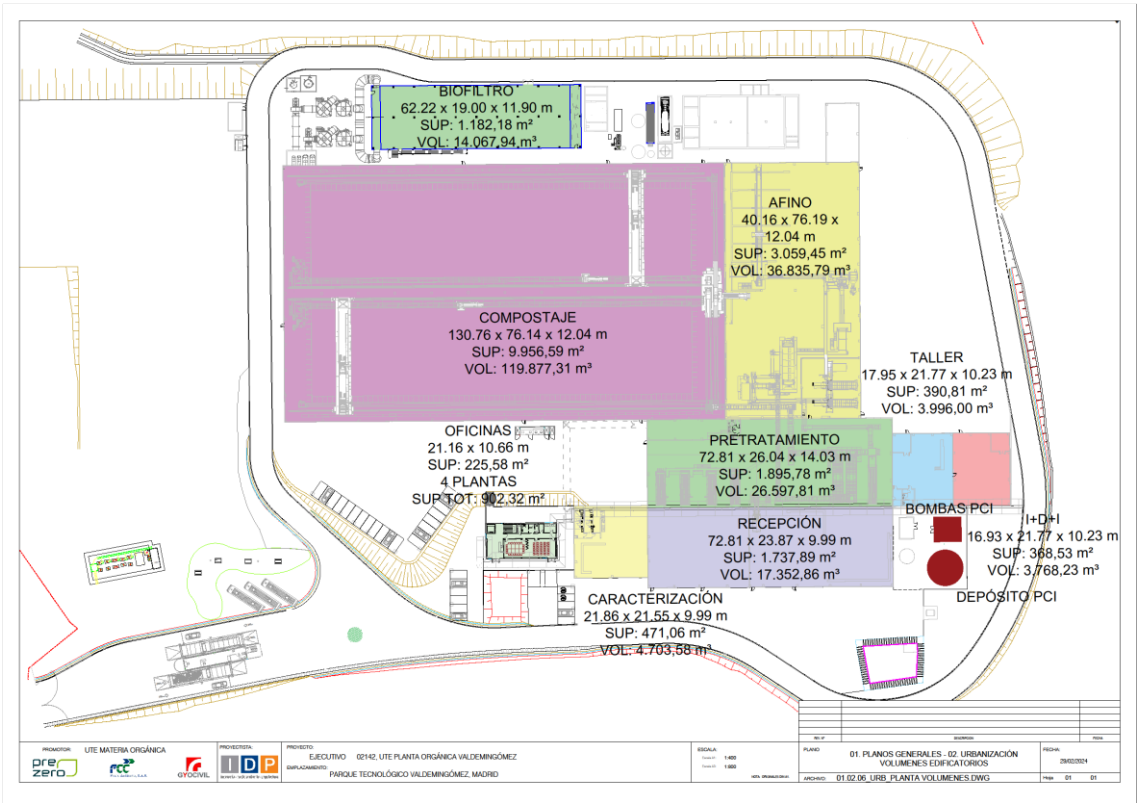 BIOFILTRO
62.22 x 19.00 x 11.90 m
SUP: 1.182,18 m²
VOL: 14.067,94 m³
AFINO
40.16 x 76.19 x
12.04 m
SUP: 3.059,45 m²
VOL: 36.835,79 m³
COMPOSTAJE
130.76 x 76.14 x 12.04 m
SUP: 9.956,59 m²
VOL: 119.877,31 m³
TALLER
17.95 x 21.77 x 10.23 m
SUP: 390,81 m²
VOL: 3.996,00 m³
OFICINAS
21.16 x 10.66 m
SUP: 225,58 m²
4 PLANTAS
SUP TOT: 902,32 m²
PRETRATAMIENTO
72.81 x 26.04 x 14.03 m
SUP: 1.895,78 m²
VOL: 26.597,81 m³
RECEPCIÓN
72.81 x 23.87 x 9.99 m
SUP: 1.737,89 m²
VOL: 17.352,86 m³
BOMBAS PCI
I+D+I
16.93 x 21.77 x 10.23 m
SUP: 368,53 m²
VOL: 3.768,23 m³
DEPÓSITO PCI
CARACTERIZACIÓN
21.86 x 21.55 x 9.99 m
SUP: 471,06 m²
VOL: 4.703,58 m³
PROMOTOR: UTE MATERIA ORGÁNICA
pre zero
fcc
GYOCIVIL
PROYECTISTA:
IDP
PROYECTO:
EJECUTIVO 02142, UTE PLANTA ORGÁNICA VALDEMINGÓMEZ
EMPLAZAMIENTO:
PARQUE TECNOLÓGICO VALDEMINGÓMEZ, MADRID
ESCALA:
PLANO
01. PLANOS GENERALES - 02. URBANIZACIÓN
VOLUMENES EDIFICATORIOS
ARCHIVO: 01.02.06_URB_PLANTA VOLUMENES.DWG
FECHA:
29/02/2024
01 01